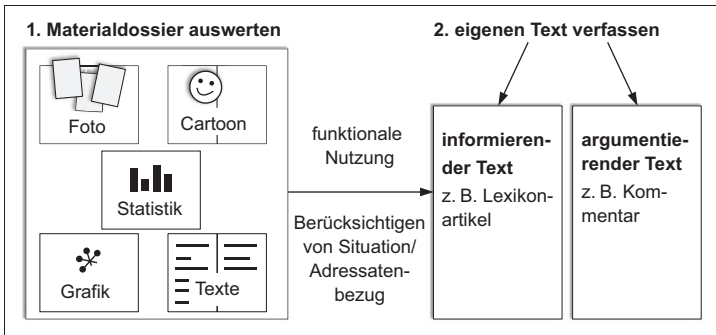 1. Materialdossier auswerten
2. eigenen Text verfassen
Foto
Cartoon
Statistik
Grafik
Texte
funktionale
Nutzung
Berücksichtigen
von Situation/
Adressaten-
bezug
informieren-
der Text
z. B. Lexikon-
artikel
argumentie-
render Text
z. B. Kom-
mentar